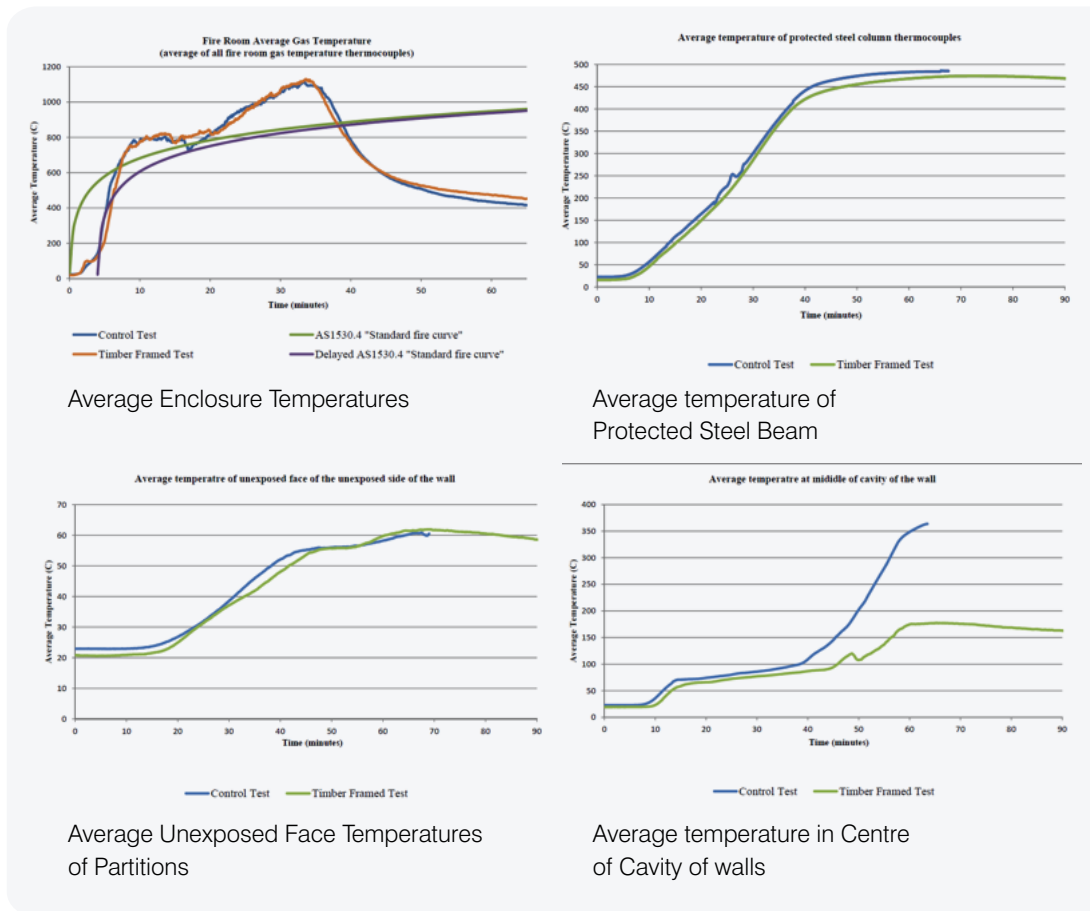 Fire Room Average Gas Temperature
(average of all fire room gas temperature thermocouples)
Average Temperature (C)
1200
1000
800
600
400
200
0
0 10 20 30 40 50 60
Time (minutes)
Control Test
AS1530.4 "Standard fire curve"
Timber Framed Test
Delayed AS1530.4 "Standard fire curve"
Average Enclosure Temperatures
Average temperature of protected steel column thermocouples
Average Temperature (C)
500
450
400
350
300
250
200
150
100
50
0
0 10 20 30 40 50 60 70 80 90
Time (minutes)
Control Test Timber Framed Test
Average temperature of
Protected Steel Beam
Average temperatre of unexposed face of the unexposed side of the wall
Average Temperature (C)
70
60
50
40
30
20
10
0
0 10 20 30 40 50 60 70 80 90
Time (minutes)
Control Test Timber Framed Test
Average Unexposed Face Temperatures
of Partitions
Average temperatre at mididle of cavity of the wall
Average Temperature (C)
400
350
300
250
200
150
100
50
0
0 10 20 30 40 50 60 70 80 90
Time (minutes)
Control Test Timber Framed Test
Average temperature in Centre
of Cavity of walls